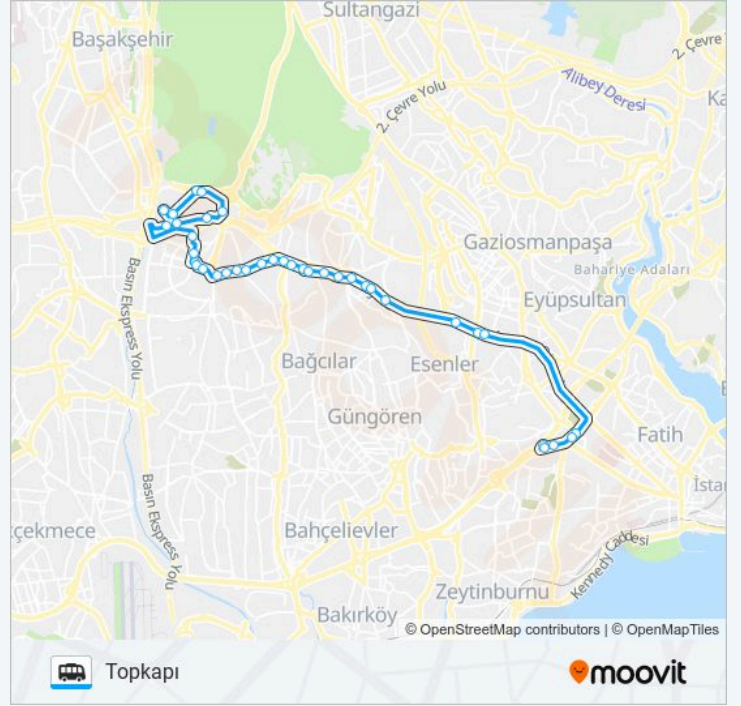 Sultangazi
Başakşehir
2. Çevre
2. Çevre Yolu
Alibey Deresi
Gaziosmanpaşa
Bahariye Adaları
Eyüpsultan
Basın Ekspress Yolu
Bağcılar
Esenler
Güngören
Fatih
Basın Ekspress Yolu
çekmece
Bahçelievler
Kennedy Caddesi
Zeytinburnu
Bakırköy
© OpenStreetMap contributors | © OpenMapTiles
Topkapı
moovit